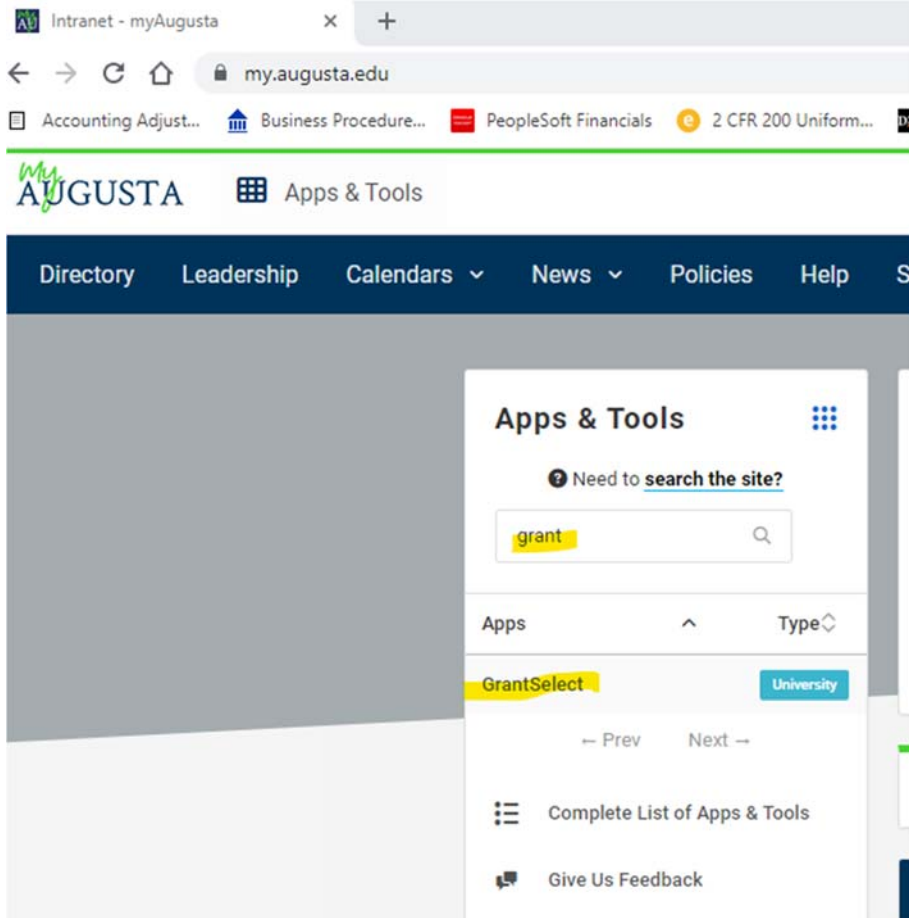 Intranet - myAugusta
my.augusta.edu
Accounting Adjust... Business Procedure... PeopleSoft Financials 2 CFR 200 Uniform...
My AUGUSTA Apps & Tools
Directory Leadership Calendars News Policies Help S
Apps & Tools
Need to search the site?
grant
Apps Type
GrantSelect University
← Prev Next →
Complete List of Apps & Tools
Give Us Feedback